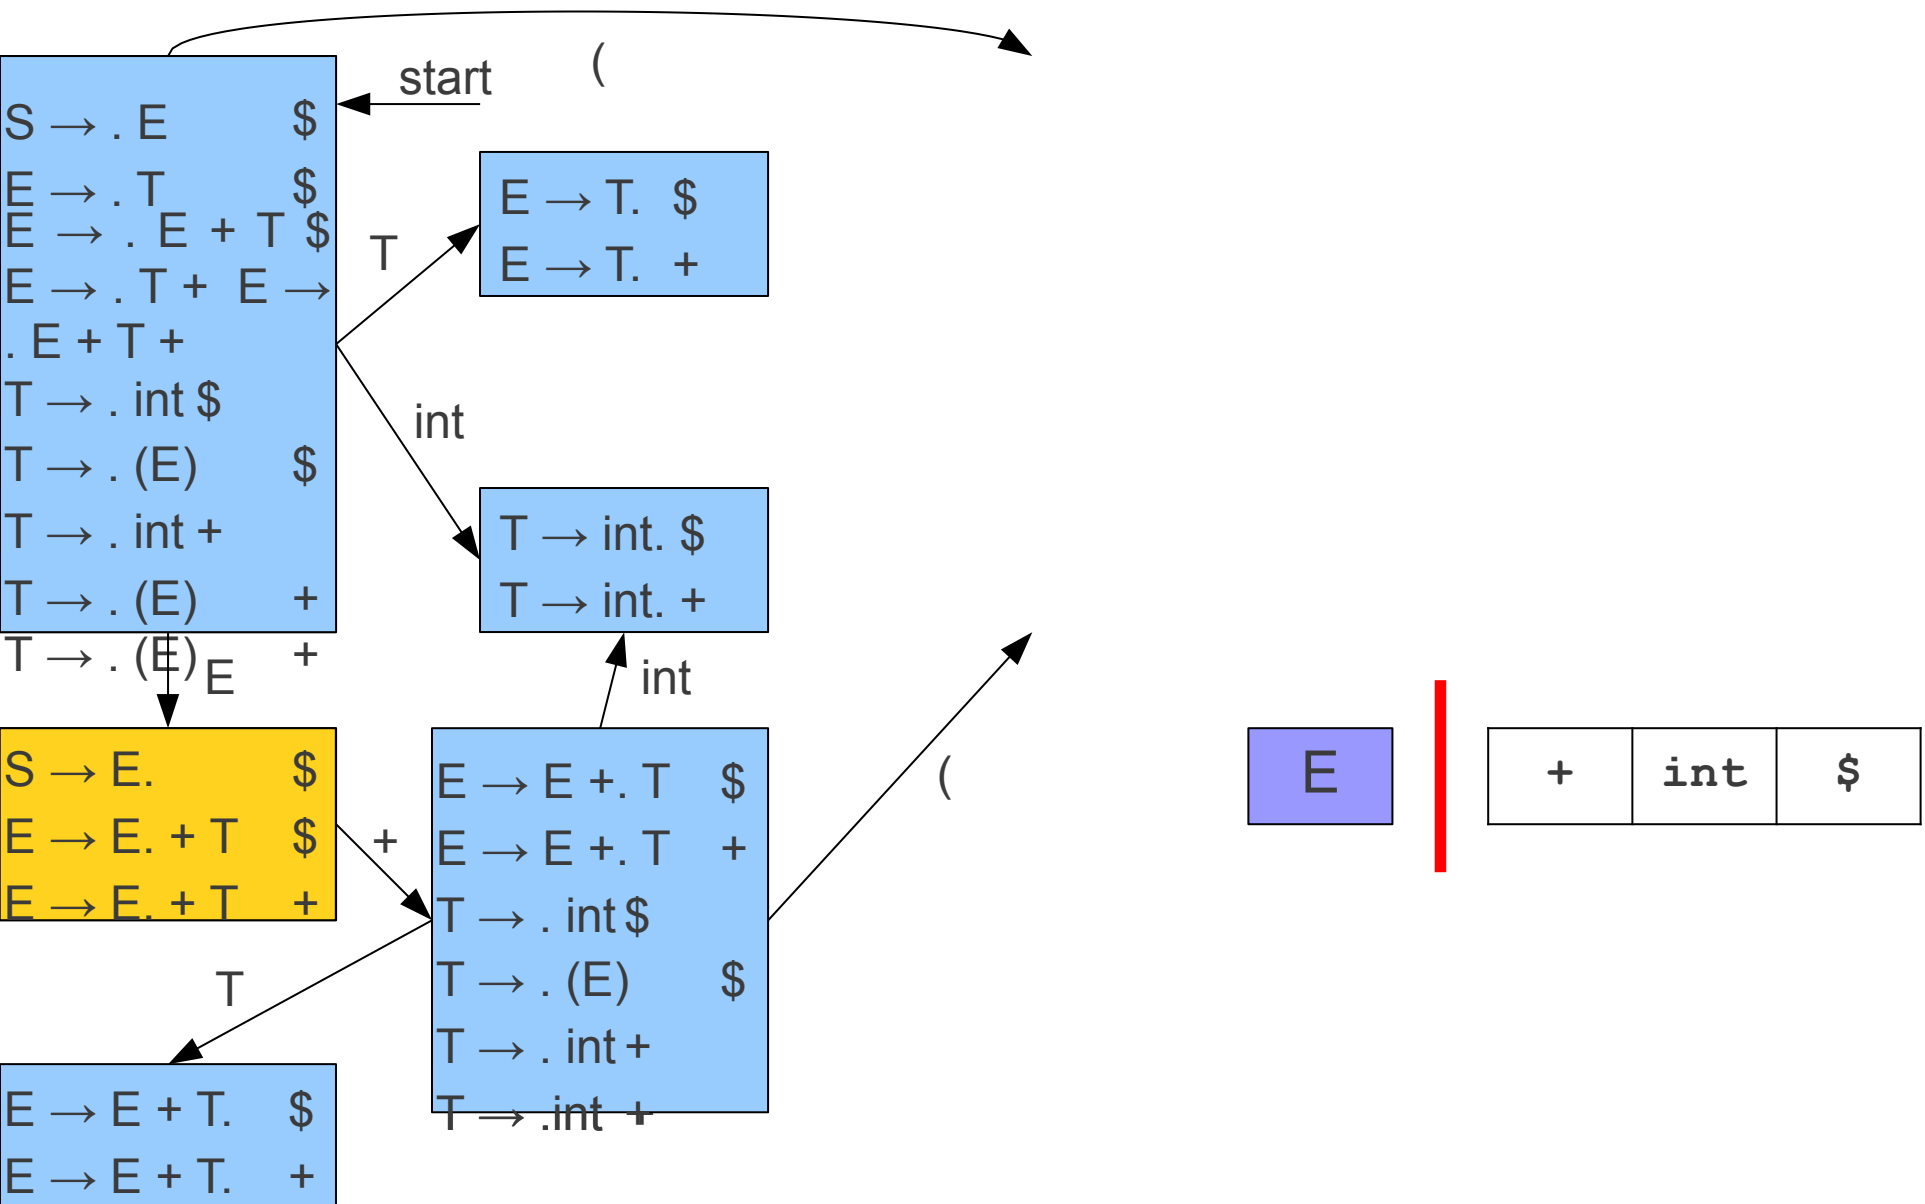 (
start
S → . E $
E → . T $
E → . E + T $
E → . T + E →
. E + T +
T → . int $
T → . (E) $
T → . int +
T → . (E) +
T → . (E) +
T
E → T. $
E → T. +
int
T → int. $
T → int. +
E
int
S → E. $
E → E. + T $
E → E. + T +
+
E → E +. T $
E → E +. T +
T → . int $
T → . (E) $
T → . int +
T → .int +
(
E
+ int $
T
E → E + T. $
E → E + T. +